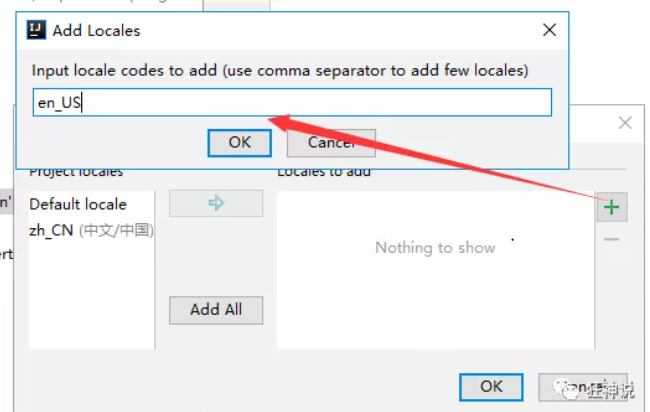 Add Locales
Input locale codes to add (use comma separator to add few locales)
en_US
OK Cancel
Project locales Locales to add
Default locale
n'
zh_CN (中文/中国)
Nothing to show
ert
Add All
OK
狂神说